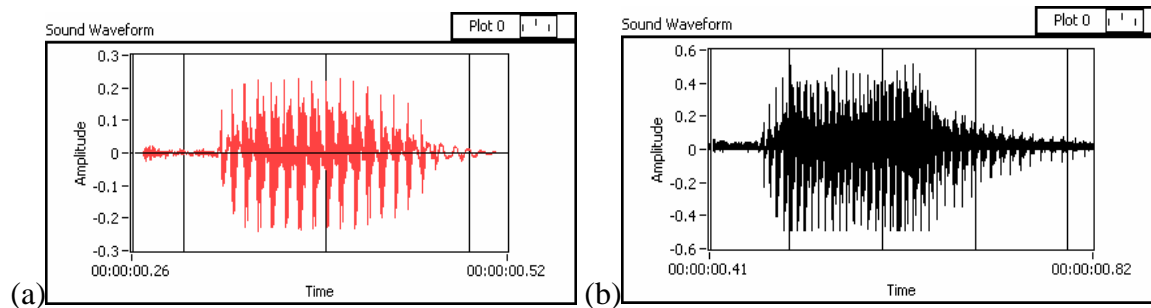 Sound Waveform Plot 0
0.3
0.2
0.1
0
-0.1
-0.2
-0.3
Amplitude
00:00:00.26 00:00:00.52
Time
(a)
Sound Waveform Plot 0
0.6
0.4
0.2
0
-0.2
-0.4
-0.6
Amplitude
00:00:00.41 00:00:00.82
Time
(b)